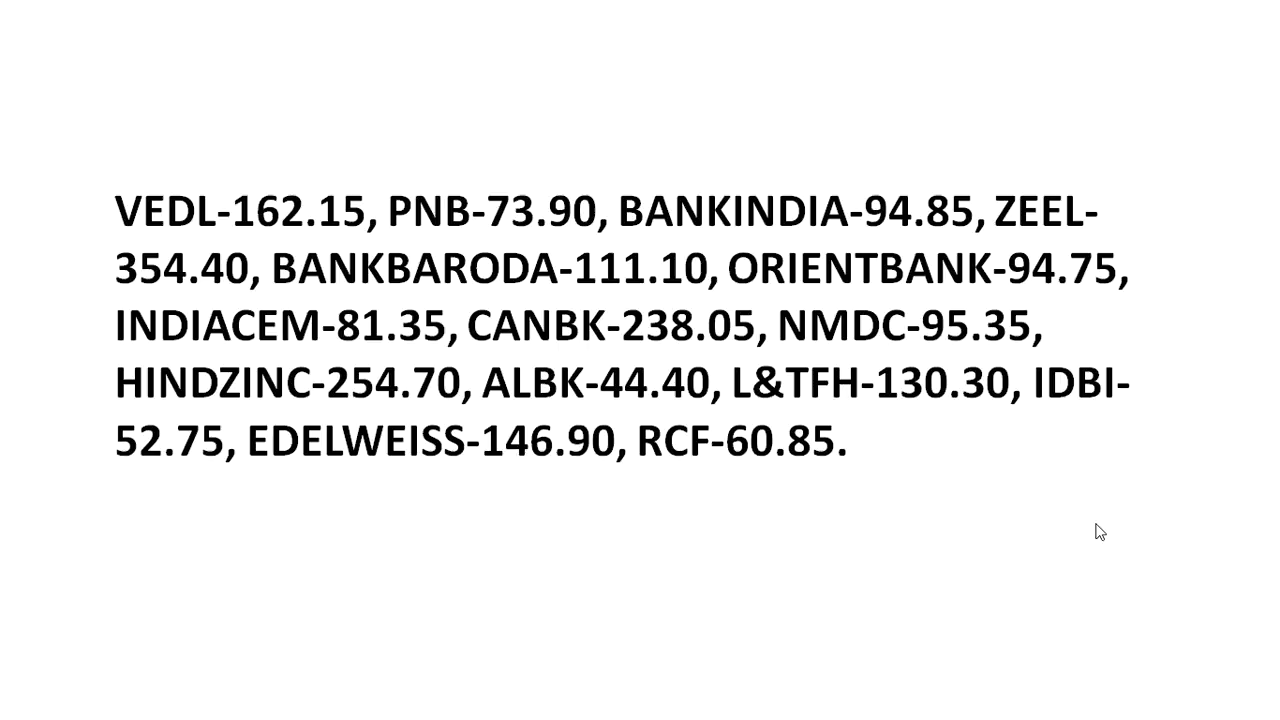 VEDL-162.15, PNB-73.90, BANKINDIA-94.85, ZEEL-
354.40, BANKBARODA-111.10, ORIENTBANK-94.75,
INDIACEM-81.35, CANBK-238.05, NMDC-95.35,
HINDZINC-254.70, ALBK-44.40, L&TFH-130.30, IDBI-
52.75, EDELWEISS-146.90, RCF-60.85.